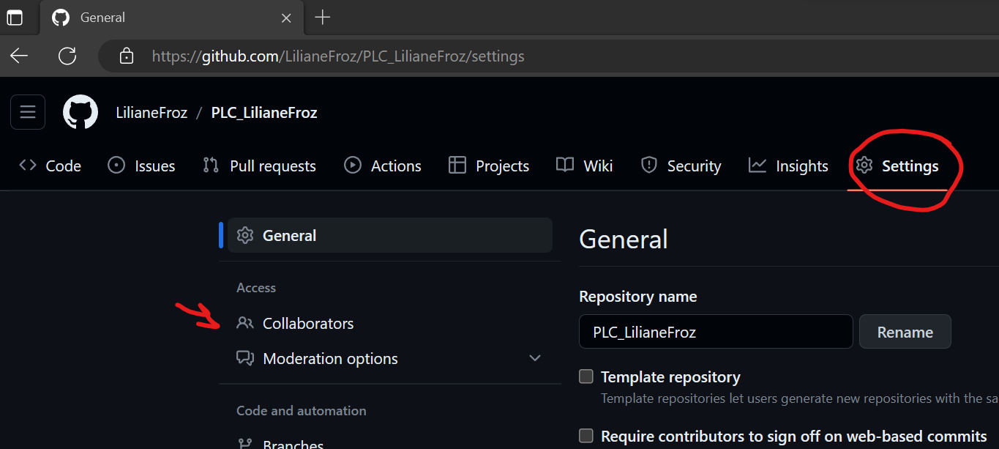 General
https://github.com/LilianeFroz/PLC_LilianeFroz/settings
LilianeFroz / PLC_LilianeFroz
<> Code Issues Pull requests Actions Projects Wiki Security Insights Settings
General
General
Access
Collaborators
Moderation options
Code and automation
Branches
Repository name
PLC_LilianeFroz Rename
Template repository
Template repositories let users generate new repositories with the sa
Require contributors to sign off on web-based commits